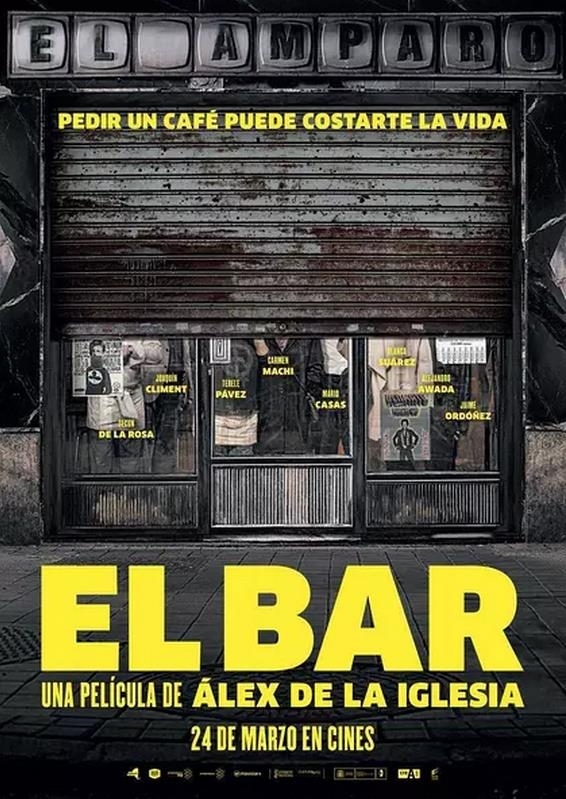 EL AMPARO
PEDIR UN CAFÉ PUEDE COSTARTE LA VIDA
JOAQUÍN
CLIMENT
SECUN
DE LA ROSA
TERELE
PÁVEZ
CARMEN
MACHI
MARIO
CASAS
BLANCA
SUÁREZ
ALEJANDRO
AWADA
JAIME
ORDÓÑEZ
EL BAR
UNA PELÍCULA DE ÁLEX DE LA IGLESIA
24 DE MARZO EN CINES